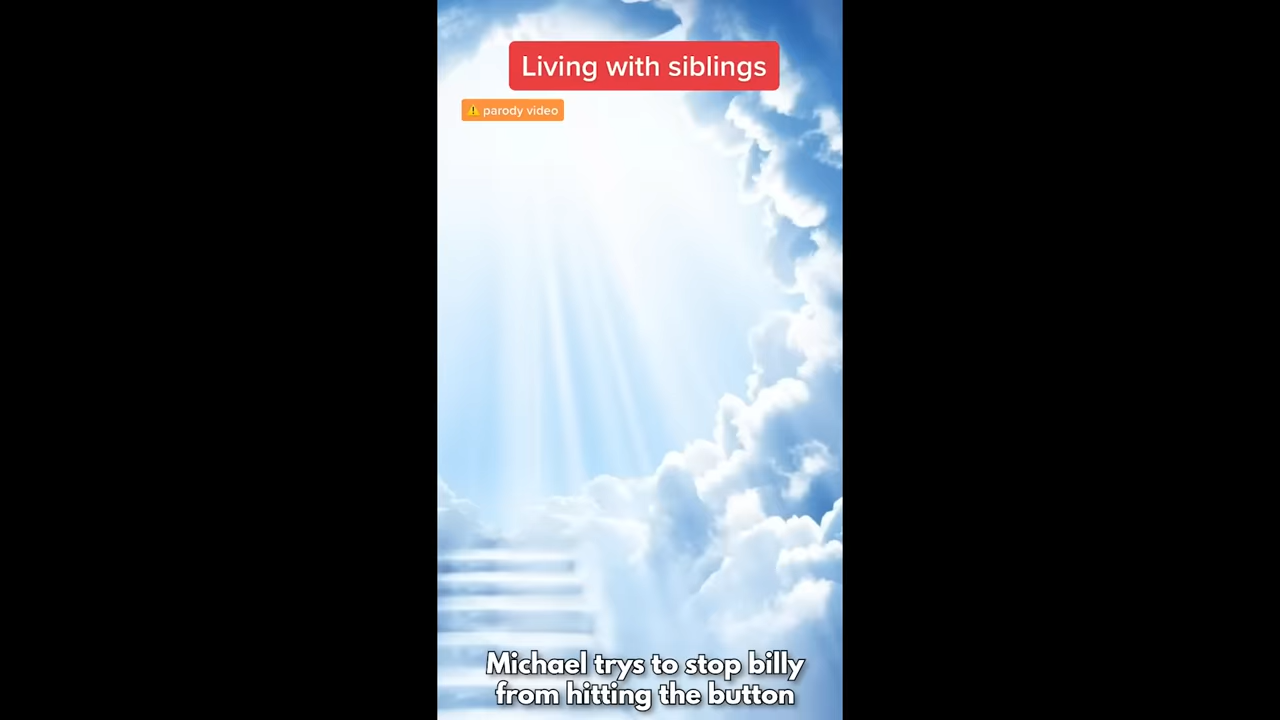 Living with siblings
⚠️ parody video
Michael trys to stop billy
from hitting the button